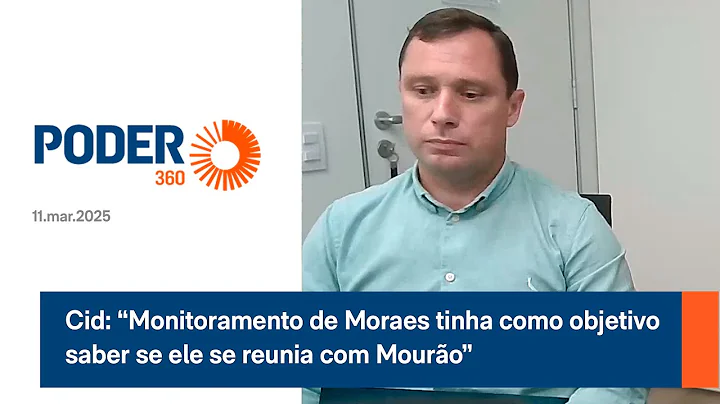 PODER
360
11.mar.2025
Cid: “Monitoramento de Moraes tinha como objetivo
saber se ele se reunia com Mourão”